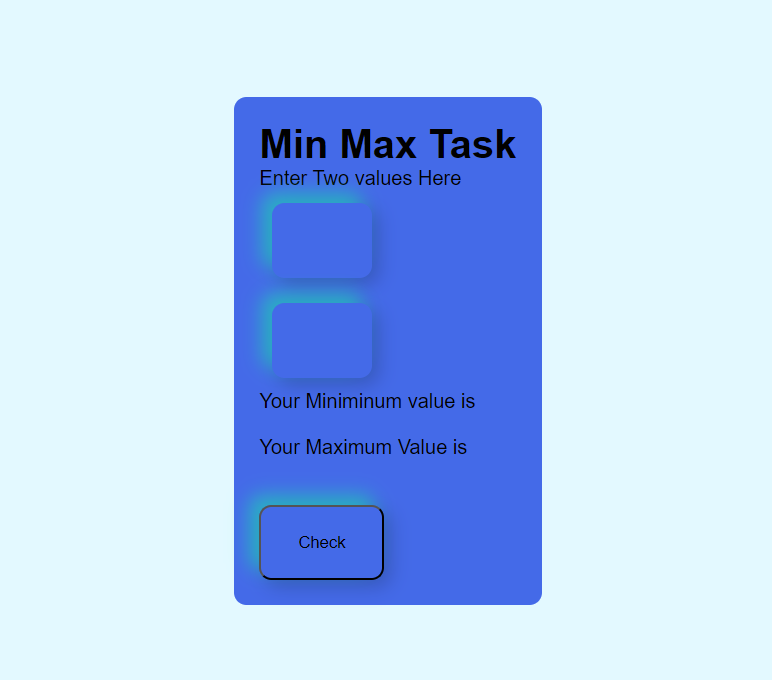 Min Max Task
Enter Two values Here
Your Miniminum value is
Your Maximum Value is
Check